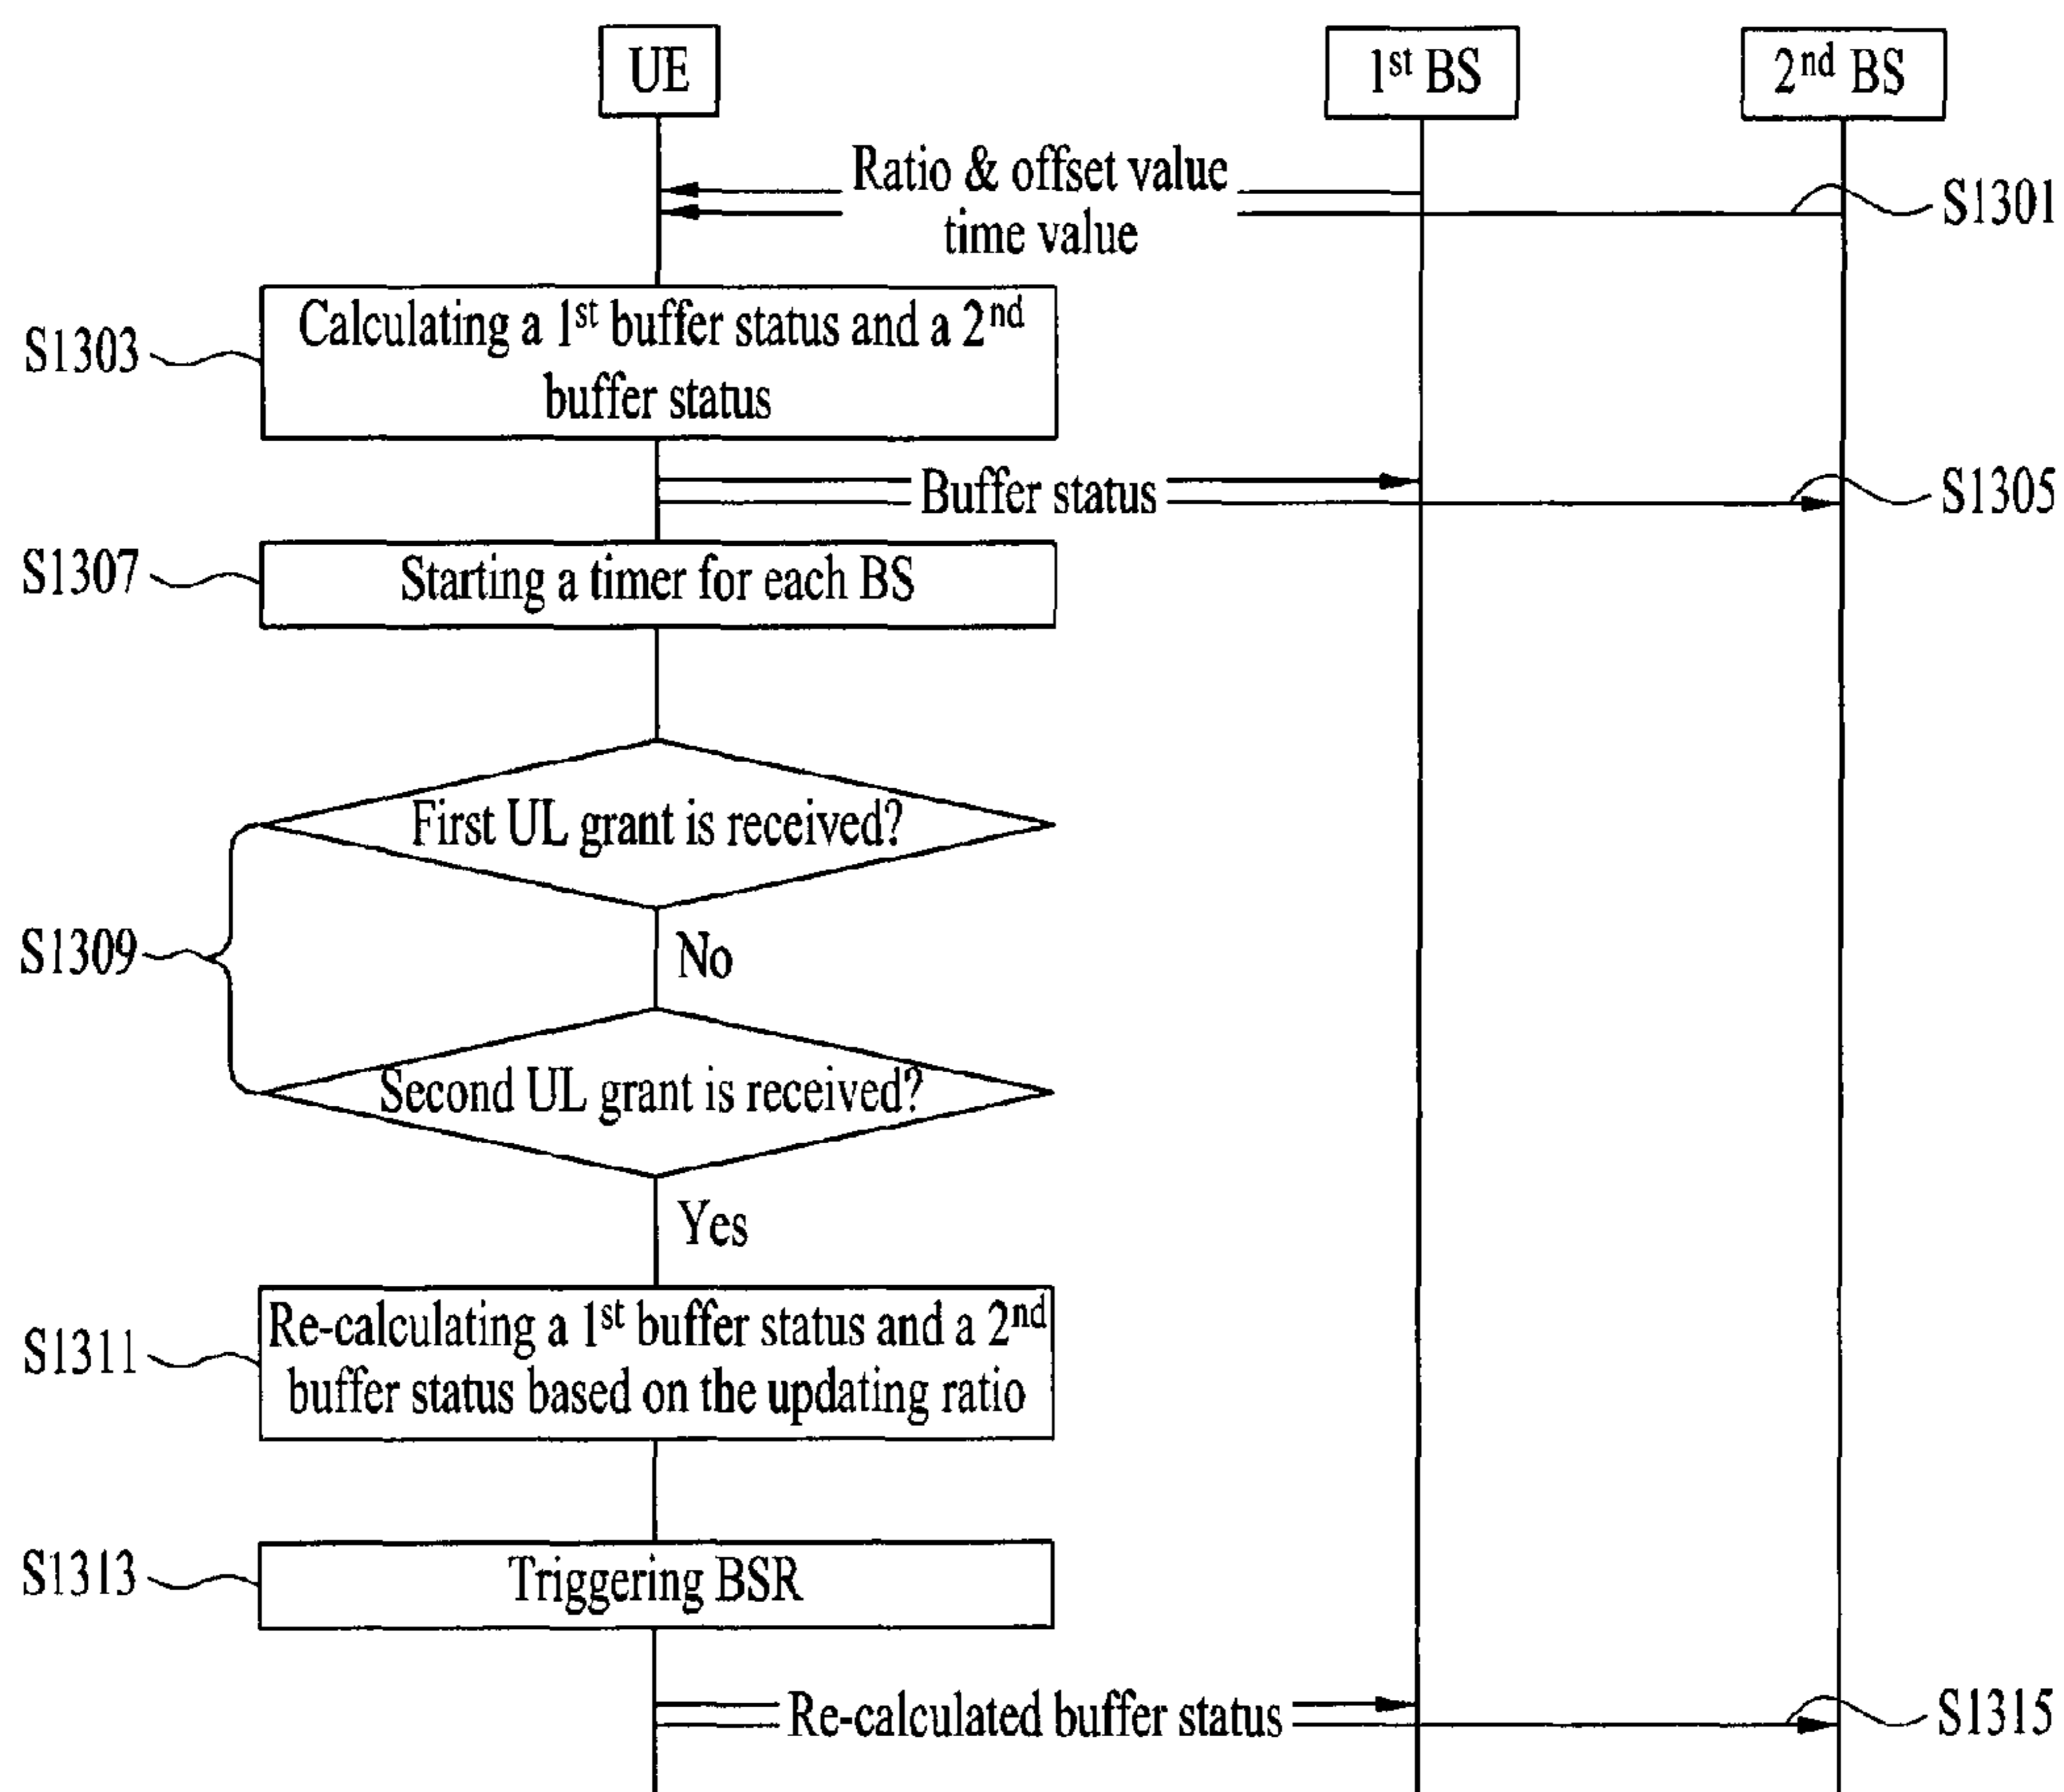 UE
1st BS
2nd BS
Ratio & offset value
time value
S1301
S1303
Calculating a 1st buffer status and a 2nd
buffer status
Buffer status
S1305
S1307
Starting a timer for each BS
First UL grant is received?
S1309
No
Second UL grant is received?
Yes
S1311
Re-calculating a 1st buffer status and a 2nd
buffer status based on the updating ratio
S1313
Triggering BSR
Re-calculated buffer status
S1315